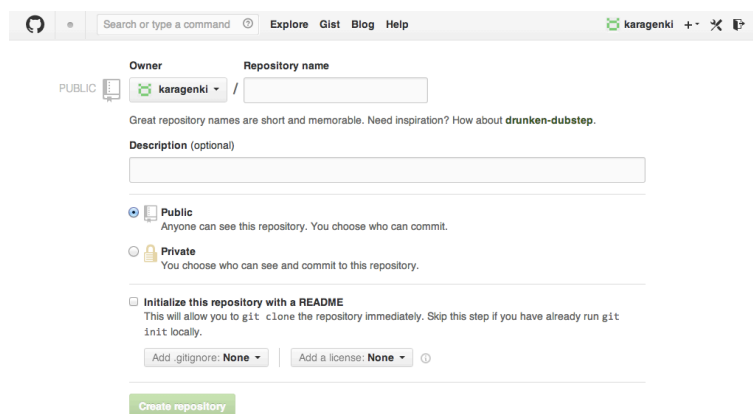 Search or type a command Explore Gist Blog Help karagenki
Owner Repository name
PUBLIC karagenki /
Great repository names are short and memorable. Need inspiration? How about drunken-dubstep.
Description (optional)
Public
Anyone can see this repository. You choose who can commit.
Private
You choose who can see and commit to this repository.
Initialize this repository with a README
This will allow you to git clone the repository immediately. Skip this step if you have already run git
init locally.
Add .gitignore: None Add a license: None
Create repository